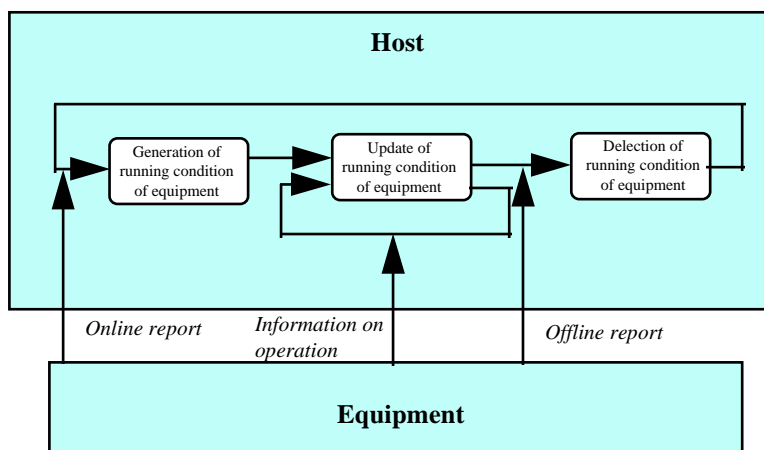 Host
Generation of
running condition
of equipment
Update of
running condition
of equipment
Delection of
running condition
of equipment
Online report
Information on
operation
Offline report
Equipment